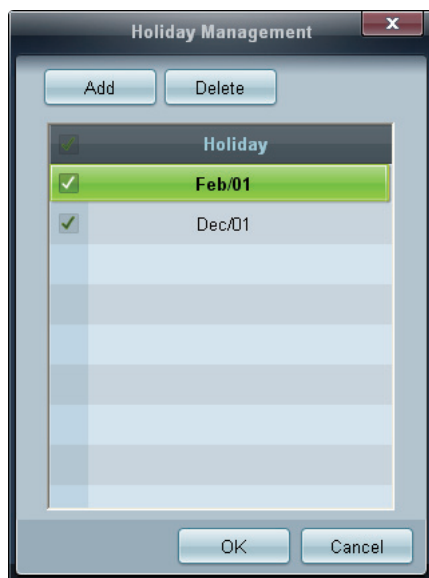 Holiday Management
x
Add
Delete
Holiday
Feb/01
Dec/01
OK
Cancel